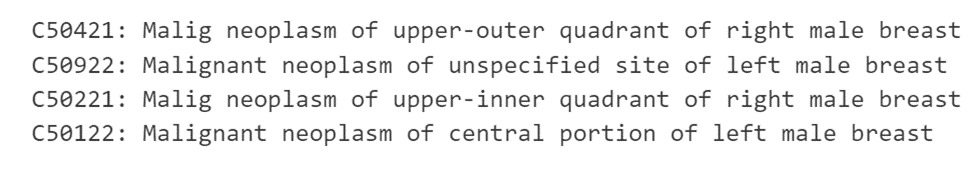 C50421: Malig neoplasm of upper-outer quadrant of right male breast
C50922: Malignant neoplasm of unspecified site of left male breast
C50221: Malig neoplasm of upper-inner quadrant of right male breast
C50122: Malignant neoplasm of central portion of left male breast